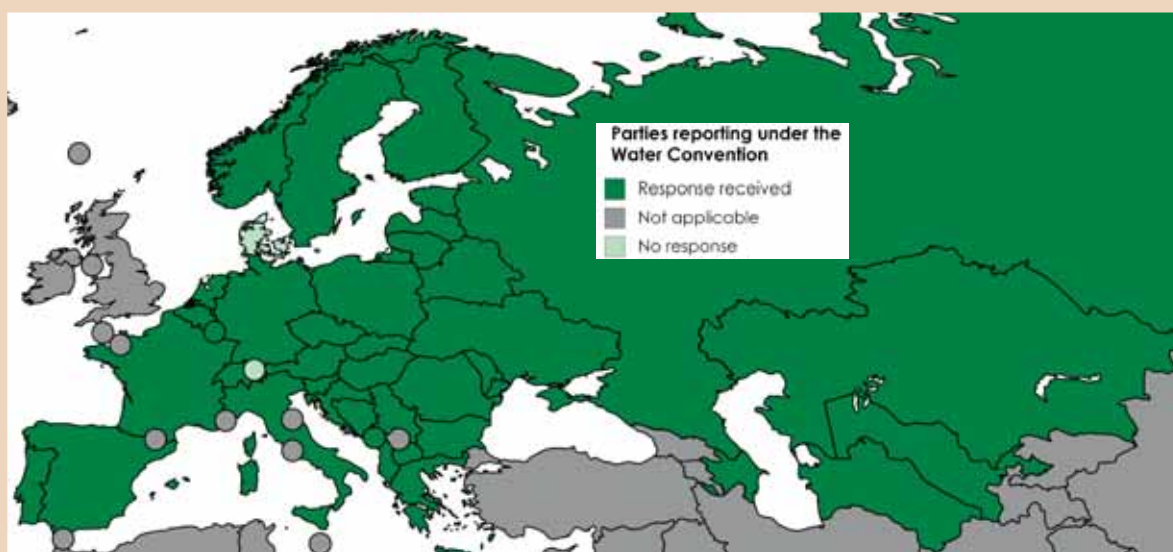 Parties reporting under the
Water Convention
Response received
Not applicable
No response